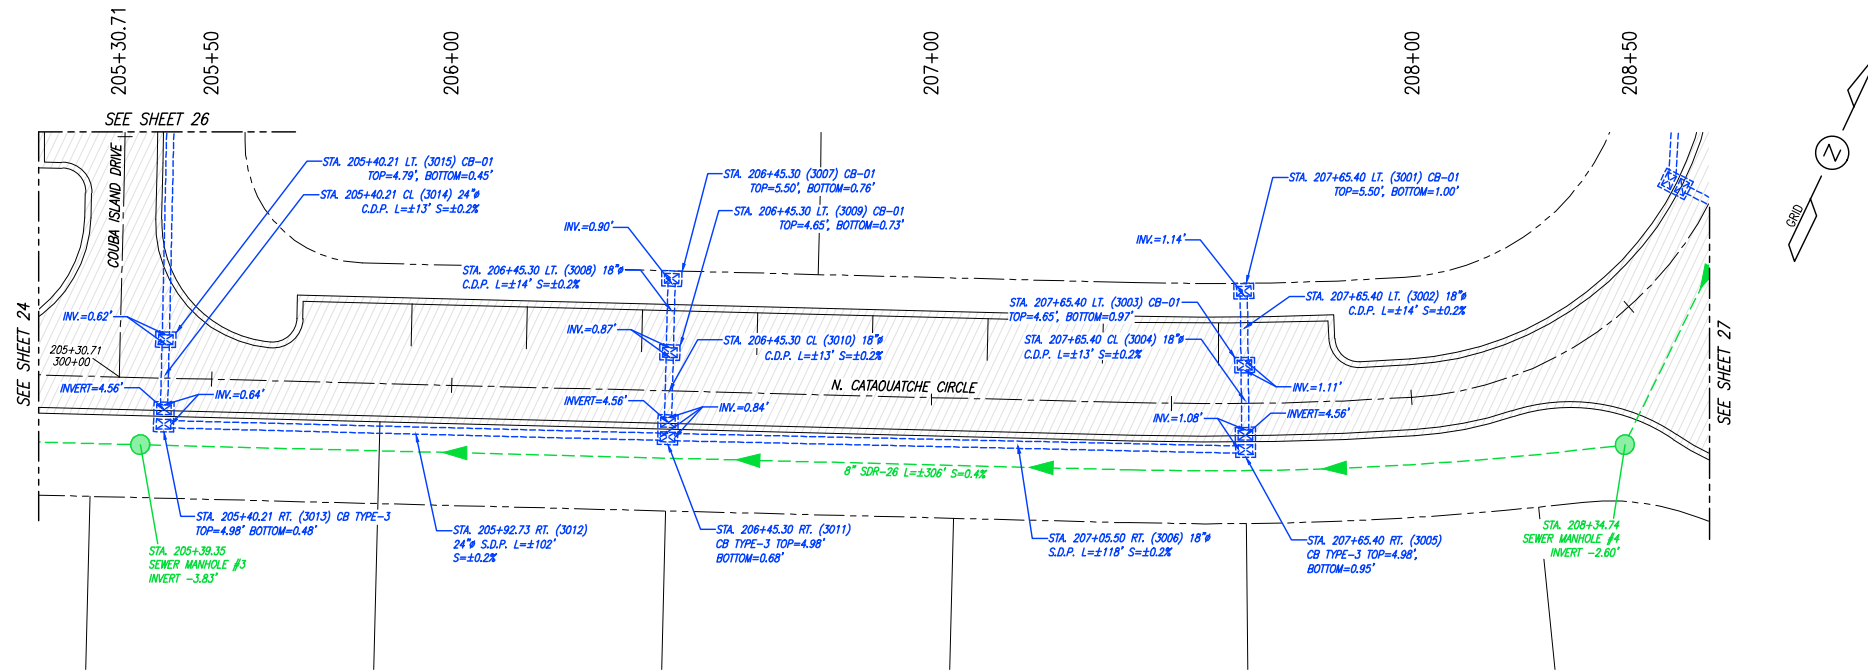 205+30.71
205+50
206+00
207+00
208+00
208+50
SEE SHEET 26
COUBA ISLAND DRIVE
SEE SHEET 24
SEE SHEET 27
GRID
N
STA. 205+40.21 LT. (3015) CB-01
TOP=4.79', BOTTOM=0.45'
STA. 205+40.21 CL (3014) 24"ø
C.D.P. L=±13' S=±0.2%
INV.=0.62'
205+30.71
300+00
INVERT=4.56'
INV.=0.64'
STA. 206+45.30 (3007) CB-01
TOP=5.50', BOTTOM=0.76'
STA. 206+45.30 LT. (3009) CB-01
TOP=4.65', BOTTOM=0.73'
INV.=0.90'
STA. 206+45.30 LT. (3008) 18"ø
C.D.P. L=±14' S=±0.2%
INV.=0.87'
STA. 206+45.30 CL (3010) 18"ø
C.D.P. L=±13' S=±0.2%
INVERT=4.56'
INV.=0.84'
STA. 207+65.40 LT. (3001) CB-01
TOP=5.50', BOTTOM=1.00'
INV.=1.14'
STA. 207+65.40 LT. (3003) CB-01
TOP=4.65', BOTTOM=0.97'
STA. 207+65.40 LT. (3002) 18"ø
C.D.P. L=±14' S=±0.2%
STA. 207+65.40 CL (3004) 18"ø
C.D.P. L=±13' S=±0.2%
INV.=1.11'
N. CATAOUATCHE CIRCLE
INV.=1.08'
INVERT=4.56'
8" SDR-26 L=±306' S=0.4%
STA. 205+40.21 RT. (3013) CB TYPE-3
TOP=4.98' BOTTOM=0.48'
STA. 205+39.35
SEWER MANHOLE #3
INVERT -3.83'
STA. 205+92.73 RT. (3012)
24"ø S.D.P. L=±102'
S=±0.2%
STA. 206+45.30 RT. (3011)
CB TYPE-3 TOP=4.98'
BOTTOM=0.68'
STA. 207+05.50 RT. (3006) 18"ø
S.D.P. L=±118' S=±0.2%
STA. 207+65.40 RT. (3005)
CB TYPE-3 TOP=4.98',
BOTTOM=0.95'
STA. 208+34.74
SEWER MANHOLE #4
INVERT -2.60'